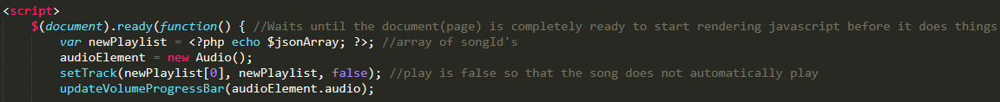 <script>
$(document).ready(function() { //Waits until the document(page) is completely ready to start rendering javascript before it does things
var newPlaylist = <?php echo $jsonArray; ?>; //array of songId's
audioElement = new Audio();
setTrack(newPlaylist[0], newPlaylist, false); //play is false so that the song does not automatically play
updateVolumeProgressBar(audioElement.audio);